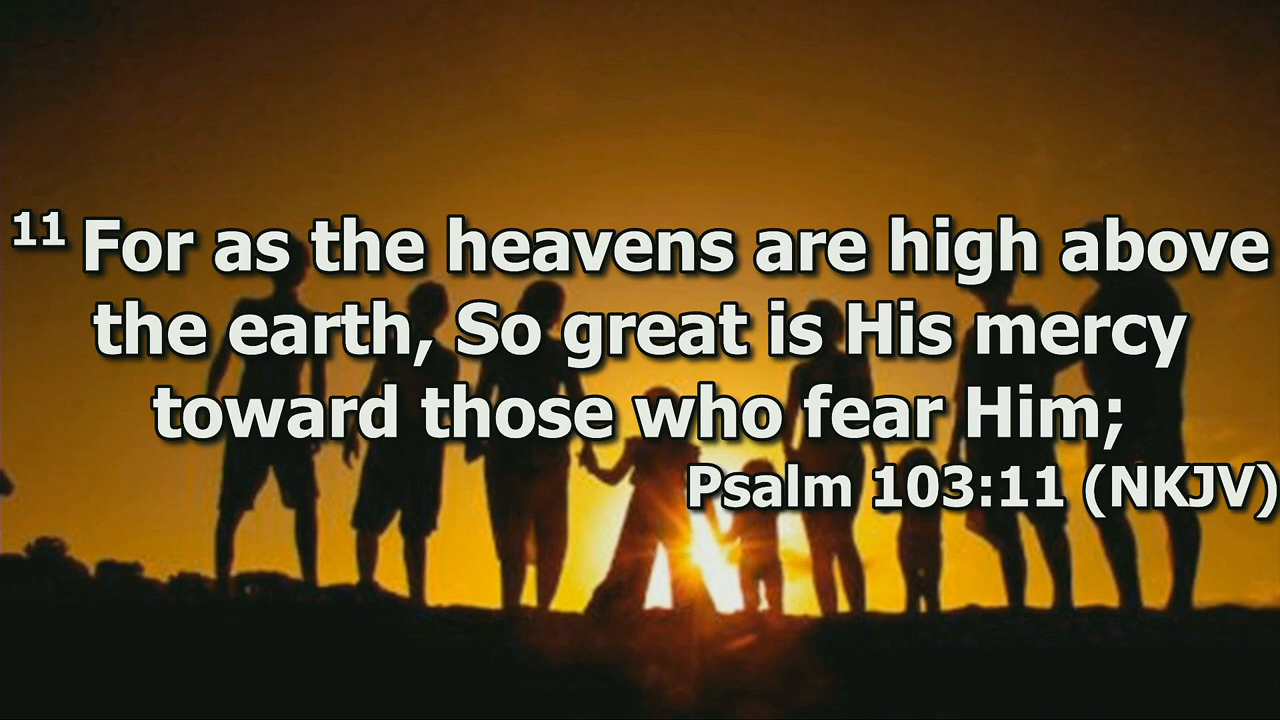 11 For as the heavens are high above
the earth, So great is His mercy
toward those who fear Him;
Psalm 103:11 (NKJV)